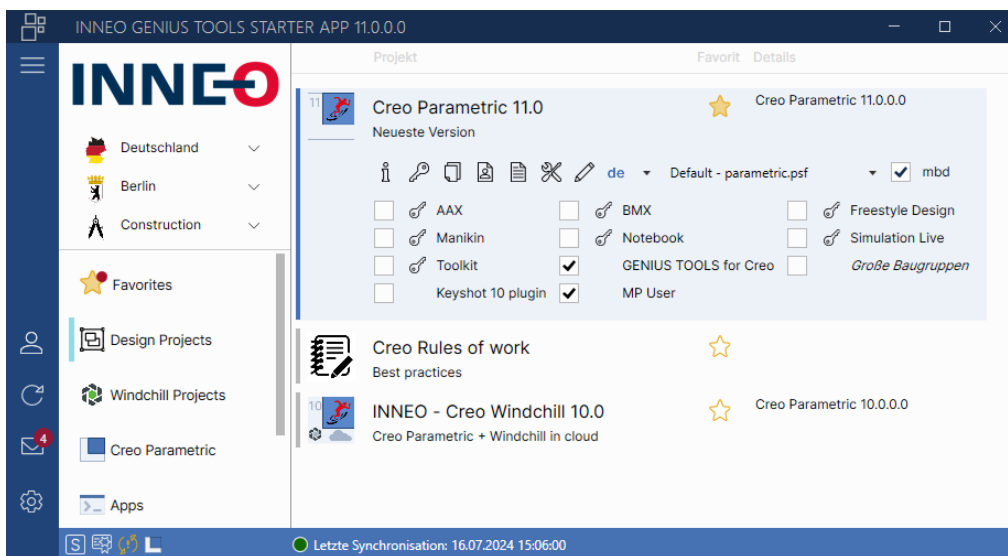 INNEO GENIUS TOOLS STARTER APP 11.0.0.0
INNEO
Deutschland
Berlin
Construction
Favorites
Design Projects
Windchill Projects
Creo Parametric
Apps
4
Projekt Favorit Details
11 Creo Parametric 11.0 Creo Parametric 11.0.0.0
Neueste Version
de Default - parametric.psf mbd
AAX BMX Freestyle Design
Manikin Notebook Simulation Live
Toolkit GENIUS TOOLS for Creo Große Baugruppen
Keyshot 10 plugin MP User
Creo Rules of work
Best practices
10 INNEO - Creo Windchill 10.0 Creo Parametric 10.0.0.0
Creo Parametric + Windchill in cloud
S Letzte Synchronisation: 16.07.2024 15:06:00